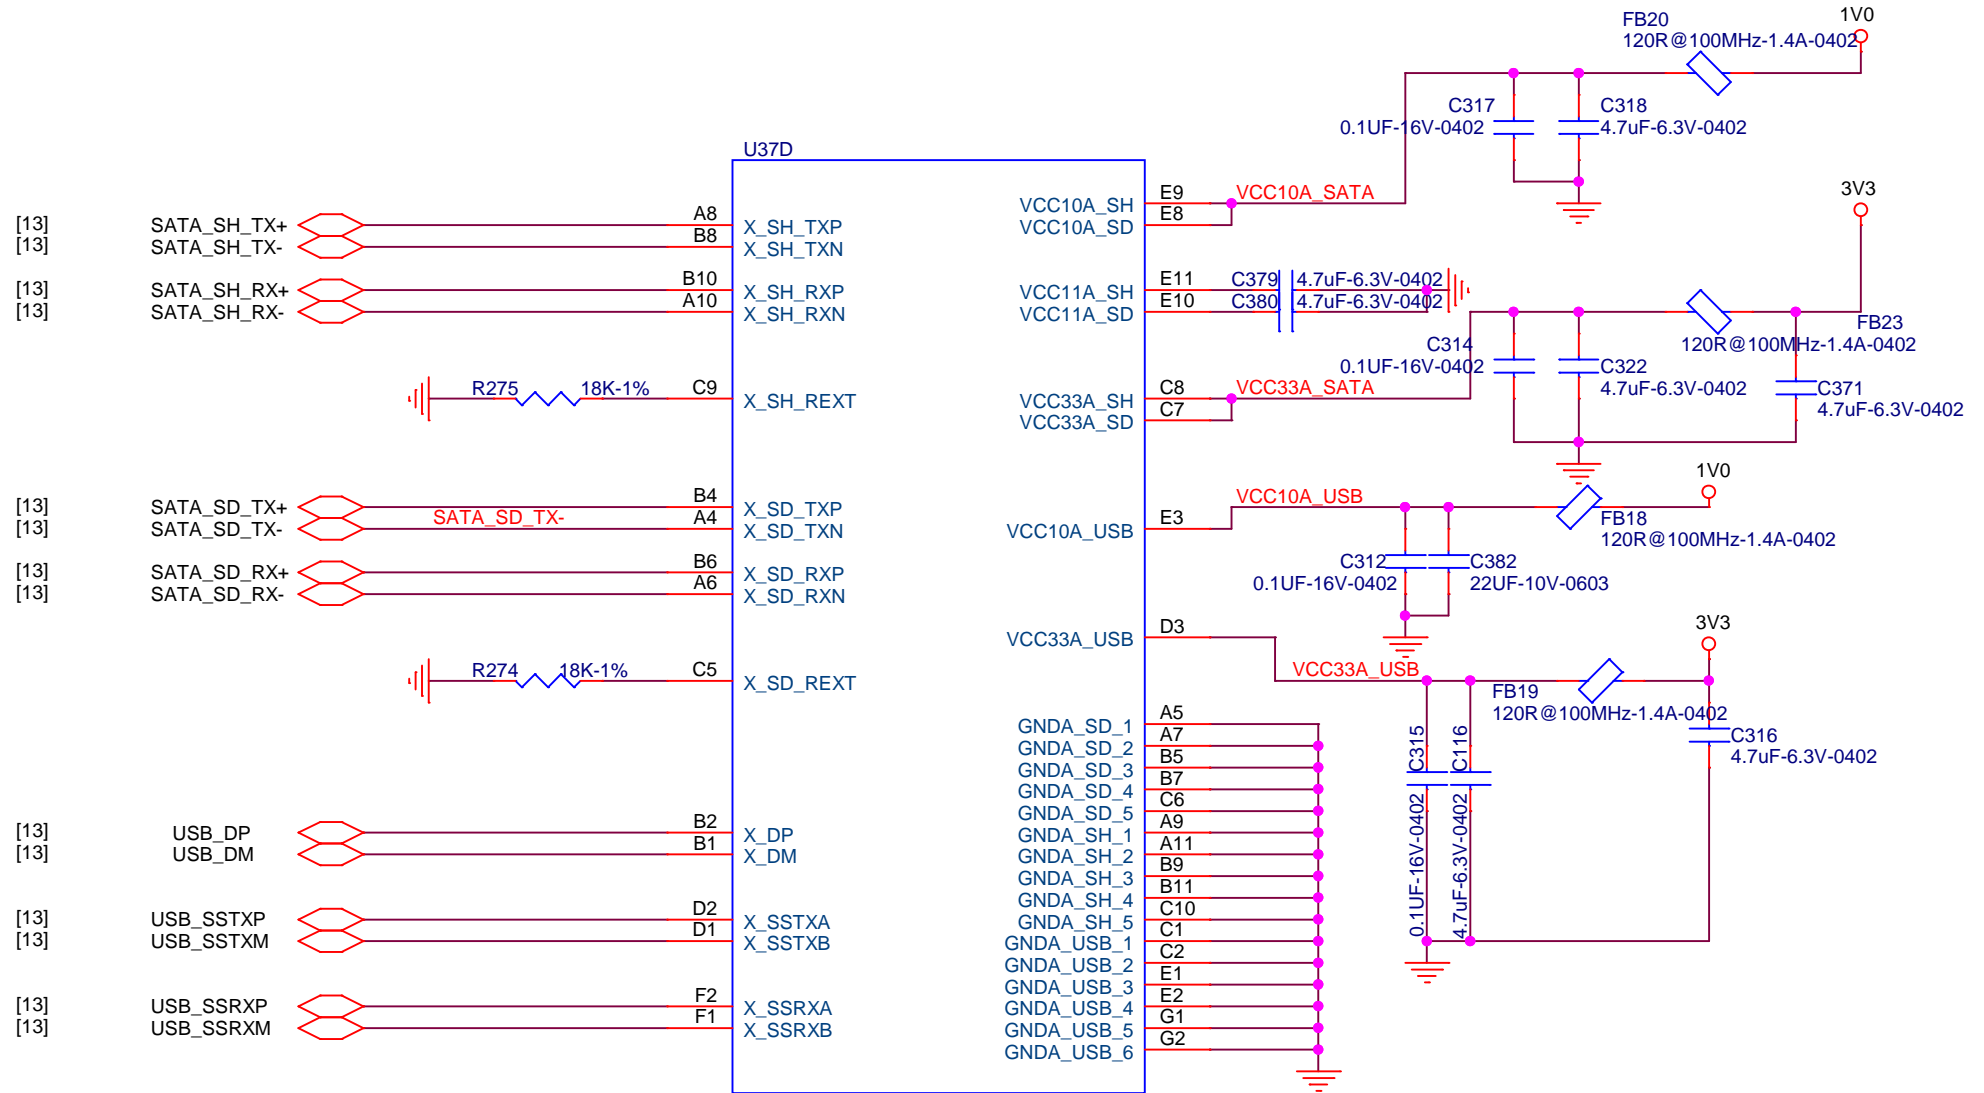 FB20
1V0
120R@100MHz-1.4A-0402
C317
0.1UF-16V-0402
C318
4.7uF-6.3V-0402
U37D
3V3
[13] SATA_SH_TX+ A8 X_SH_TXP
[13] SATA_SH_TX- B8 X_SH_TXN
[13] SATA_SH_RX+ B10 X_SH_RXP
[13] SATA_SH_RX- A10 X_SH_RXN
R275 18K-1% C9 X_SH_REXT
[13] SATA_SD_TX+ B4 X_SD_TXP
[13] SATA_SD_TX- SATA_SD_TX- A4 X_SD_TXN
[13] SATA_SD_RX+ B6 X_SD_RXP
[13] SATA_SD_RX- A6 X_SD_RXN
R274 18K-1% C5 X_SD_REXT
[13] USB_DP B2 X_DP
[13] USB_DM B1 X_DM
[13] USB_SSTXP D2 X_SSTXA
[13] USB_SSTXM D1 X_SSTXB
[13] USB_SSRXP F2 X_SSRXA
[13] USB_SSRXM F1 X_SSRXB
VCC10A_SH E9 VCC10A_SATA
VCC10A_SD E8
VCC11A_SH E11 C379 4.7uF-6.3V-0402
VCC11A_SD E10 C380 4.7uF-6.3V-0402
VCC33A_SH C8 VCC33A_SATA
VCC33A_SD C7
C314
0.1UF-16V-0402
C322
4.7uF-6.3V-0402
FB23
120R@100MHz-1.4A-0402
C371
4.7uF-6.3V-0402
VCC10A_USB E3 VCC10A_USB
1V0
FB18
120R@100MHz-1.4A-0402
C312
0.1UF-16V-0402
C382
22UF-10V-0603
VCC33A_USB D3 VCC33A_USB
3V3
FB19
120R@100MHz-1.4A-0402
C315
0.1UF-16V-0402
C116
4.7uF-6.3V-0402
C316
4.7uF-6.3V-0402
GNDA_SD_1 A5
GNDA_SD_2 A7
GNDA_SD_3 B5
GNDA_SD_4 B7
GNDA_SD_5 C6
GNDA_SH_1 A9
GNDA_SH_2 A11
GNDA_SH_3 B9
GNDA_SH_4 B11
GNDA_SH_5 C10
GNDA_USB_1 C1
GNDA_USB_2 C2
GNDA_USB_3 E1
GNDA_USB_4 E2
GNDA_USB_5 G1
GNDA_USB_6 G2